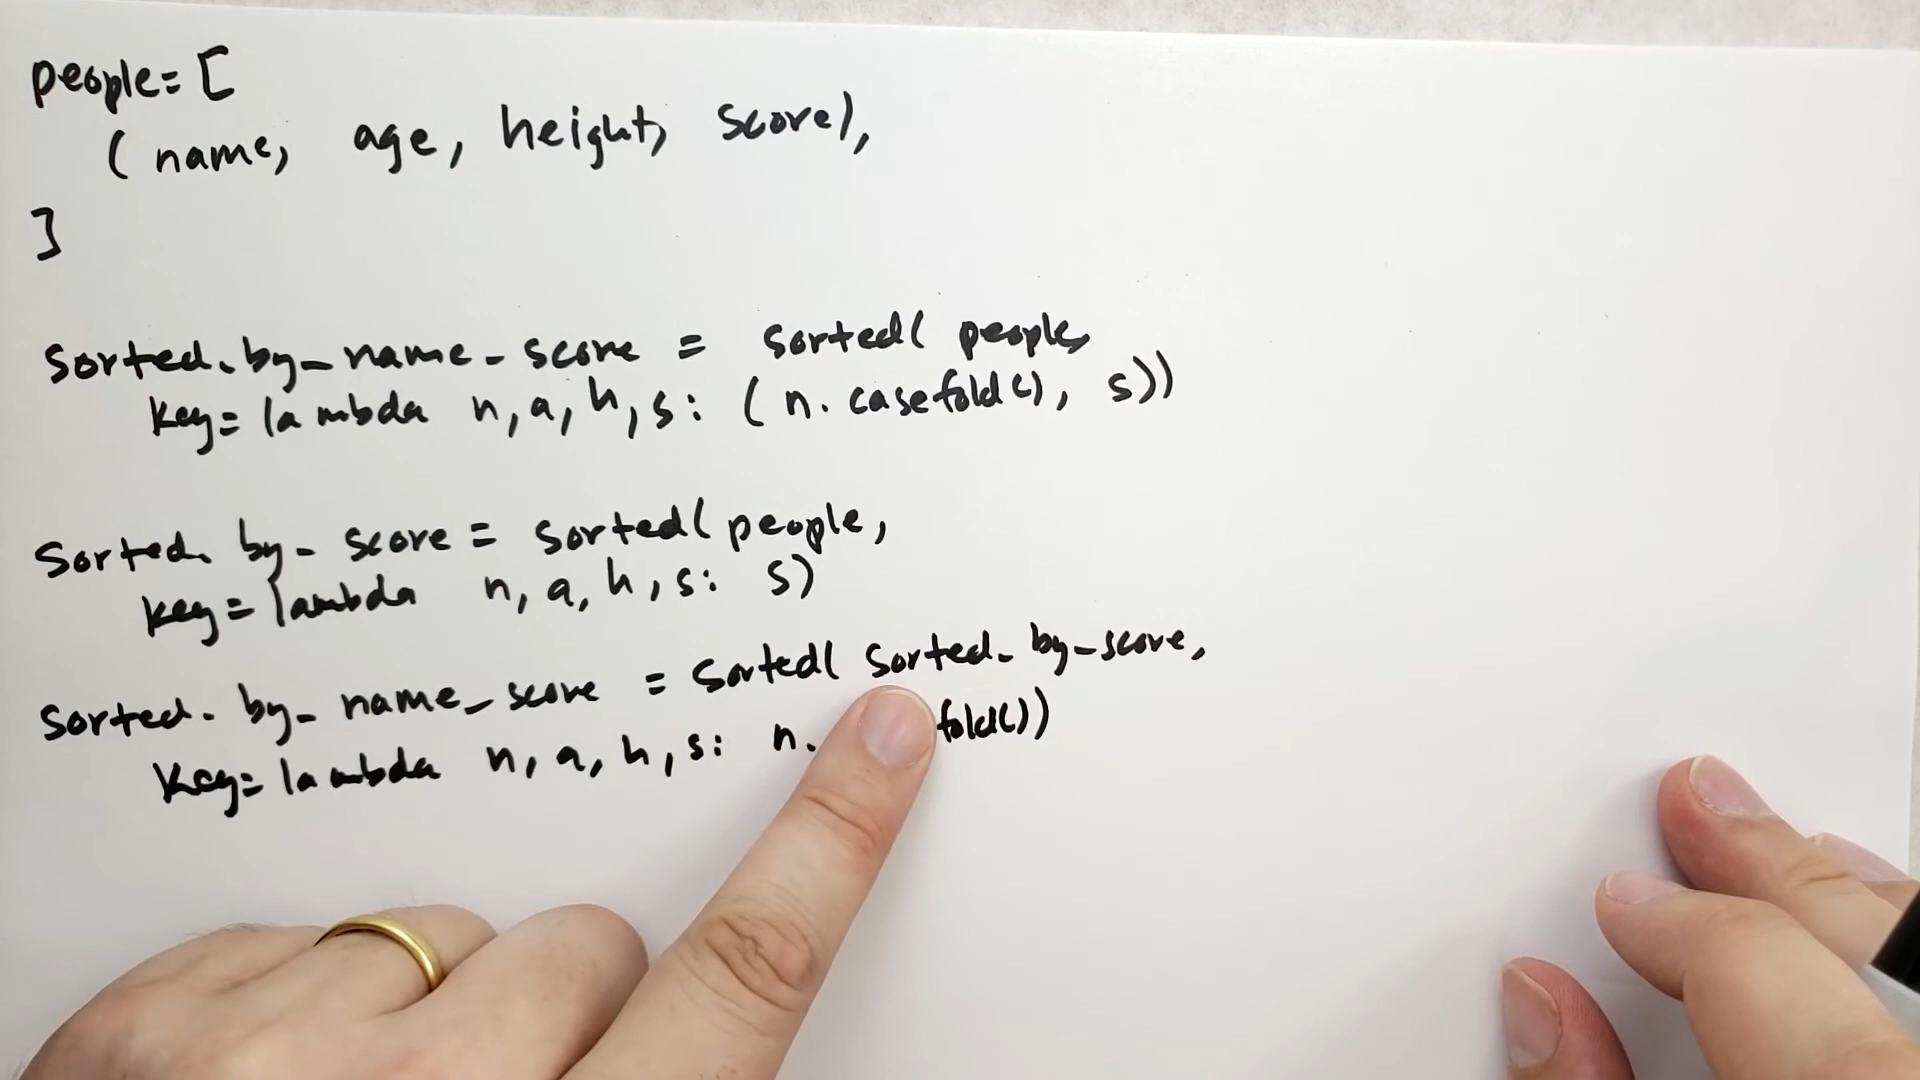 people=[
(name, age, height, score),
]
sorted_by_name_score = sorted(people,
key=lambda n,a,h,s: (n.casefold(), s))
sorted_by_score = sorted(people,
key=lambda n,a,h,s: s)
sorted_by_name_score = sorted(sorted_by_score,
key=lambda n,a,h,s: n. fold())